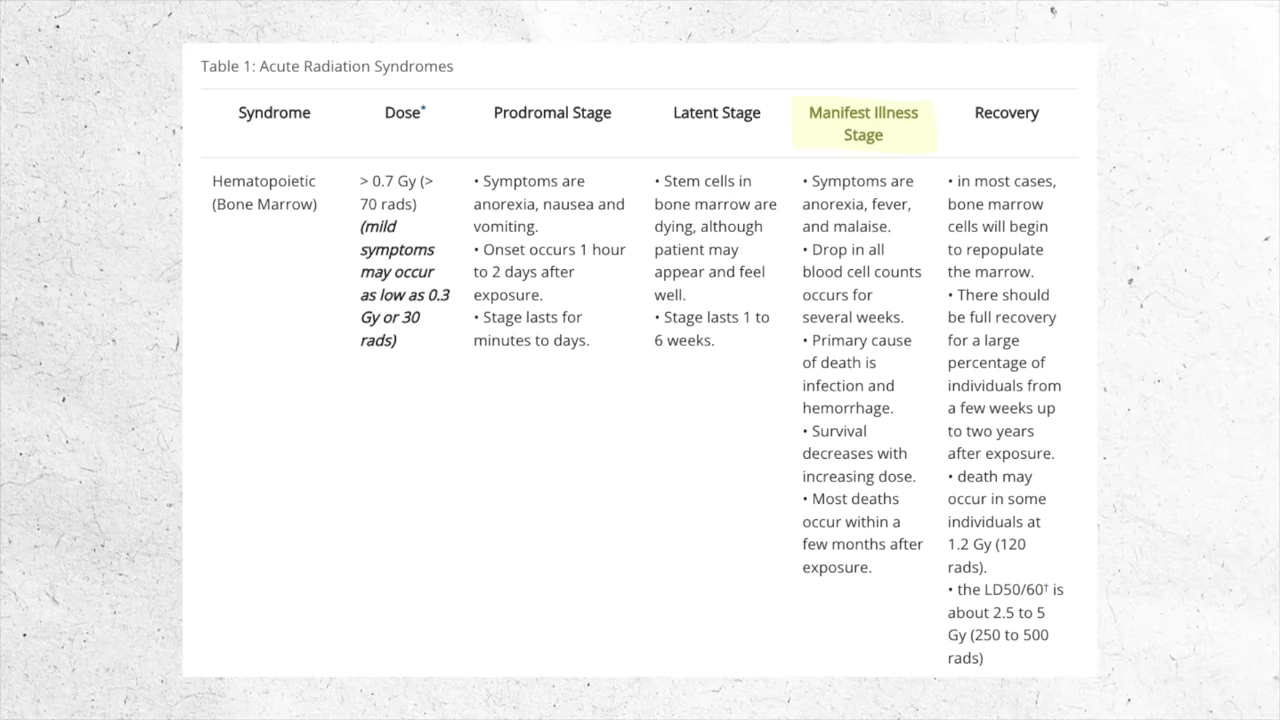 Table 1: Acute Radiation Syndromes
Syndrome
Dose*
Prodromal Stage
Latent Stage
Manifest Illness
Stage
Recovery
Hematopoietic
(Bone Marrow)
> 0.7 Gy (>
70 rads)
(mild
symptoms
may occur
as low as 0.3
Gy or 30
rads)
• Symptoms are
anorexia, nausea and
vomiting.
• Onset occurs 1 hour
to 2 days after
exposure.
• Stage lasts for
minutes to days.
• Stem cells in
bone marrow are
dying, although
patient may
appear and feel
well.
• Stage lasts 1 to
6 weeks.
• Symptoms are
anorexia, fever,
and malaise.
• Drop in all
blood cell counts
occurs for
several weeks.
• Primary cause
of death is
infection and
hemorrhage.
• Survival
decreases with
increasing dose.
• Most deaths
occur within a
few months after
exposure.
• in most cases,
bone marrow
cells will begin
to repopulate
the marrow.
• There should
be full recovery
for a large
percentage of
individuals from
a few weeks up
to two years
after exposure.
• death may
occur in some
individuals at
1.2 Gy (120
rads).
• the LD50/60† is
about 2.5 to 5
Gy (250 to 500
rads)